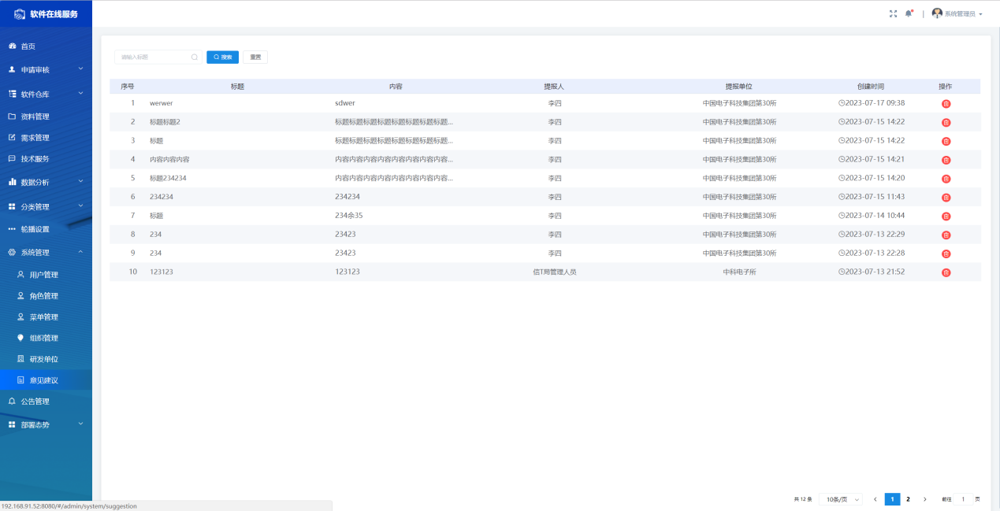 软件在线服务
系统管理员
首页
申请审核
软件仓库
资料管理
需求管理
技术服务
数据分析
分类管理
轮播设置
系统管理
用户管理
角色管理
菜单管理
组织管理
研发单位
意见建议
公告管理
部署态势
请输入标题 搜索 重置
序号 标题 内容 提报人 提报单位 创建时间 操作
1 werwer sdwer 李四 中国电子科技集团第30所 2023-07-17 09:38
2 标题标题2 标题标题标题标题标题标题标题标题... 李四 中国电子科技集团第30所 2023-07-15 14:22
3 标题 标题标题标题标题标题标题标题标题... 李四 中国电子科技集团第30所 2023-07-15 14:22
4 内容内容内容 内容内容内容内容内容内容内容内容... 李四 中国电子科技集团第30所 2023-07-15 14:21
5 标题234234 内容内容内容内容内容内容内容内容... 李四 中国电子科技集团第30所 2023-07-15 14:20
6 234234 234234 李四 中国电子科技集团第30所 2023-07-15 11:43
7 标题 234余35 李四 中国电子科技集团第30所 2023-07-14 10:44
8 234 23423 李四 中国电子科技集团第30所 2023-07-13 22:29
9 234 23423 李四 中国电子科技集团第30所 2023-07-13 22:28
10 123123 123123 信T局管理人员 中科电子所 2023-07-13 21:52
共 12 条 10条/页 1 2 前往 1 页
192.168.91.52:8080/#/admin/system/suggestion